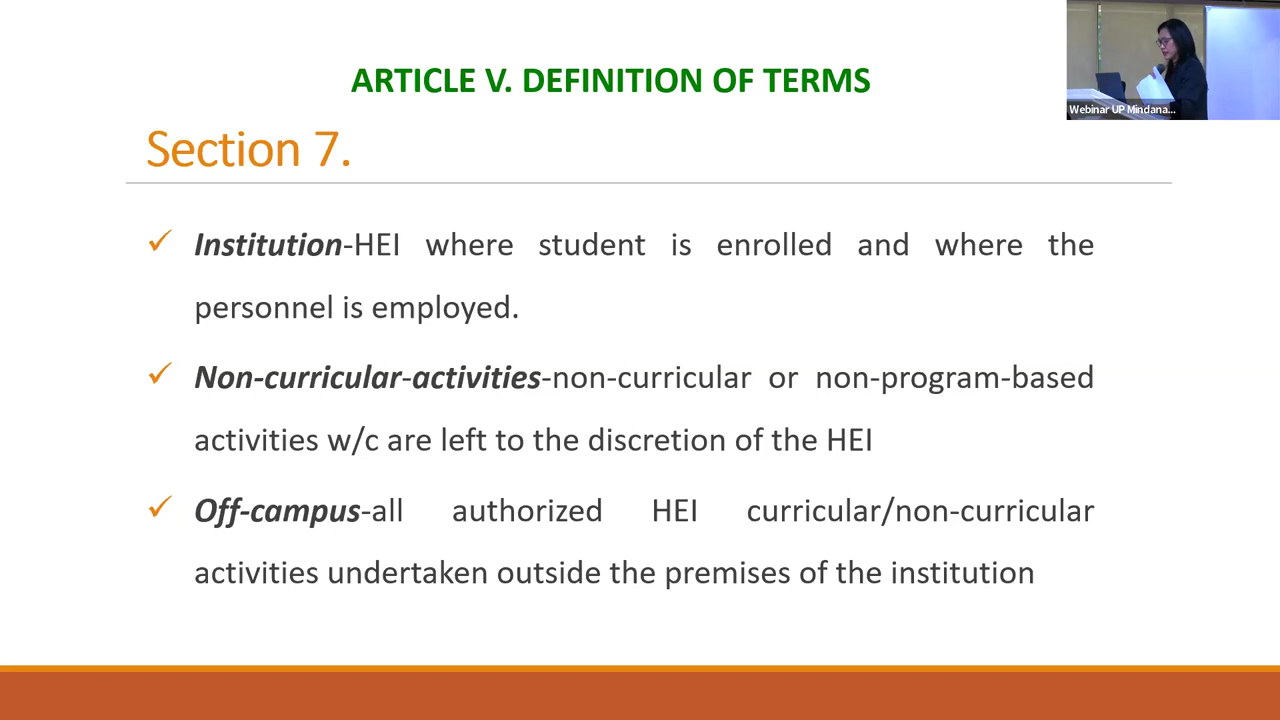 ARTICLE V. DEFINITION OF TERMS
Webinar UP Mindana...
Section 7.
✓ Institution-HEI where student is enrolled and where the
personnel is employed.
✓ Non-curricular-activities-non-curricular or non-program-based
activities w/c are left to the discretion of the HEI
✓ Off-campus-all authorized HEI curricular/non-curricular
activities undertaken outside the premises of the institution